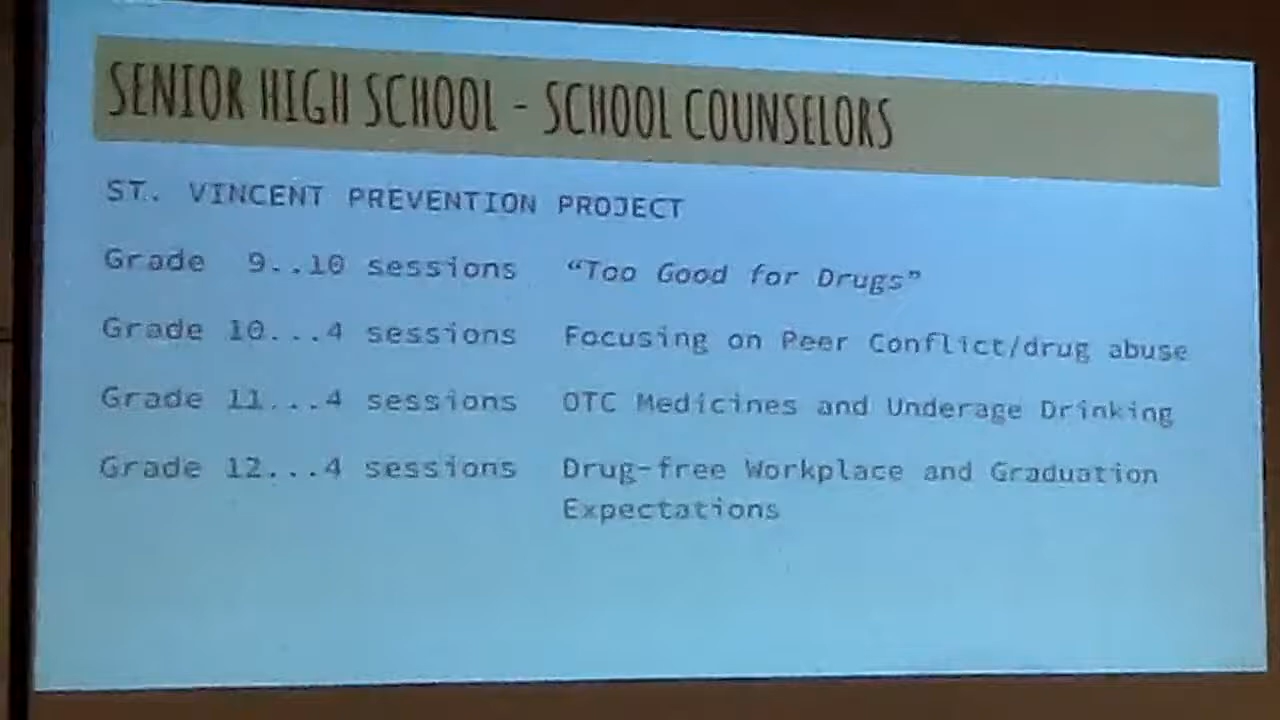 SENIOR HIGH SCHOOL - SCHOOL COUNSELORS
ST. VINCENT PREVENTION PROJECT
Grade 9..10 sessions “Too Good for Drugs”
Grade 10...4 sessions Focusing on Peer Conflict/drug abuse
Grade 11...4 sessions OTC Medicines and Underage Drinking
Grade 12...4 sessions Drug-free Workplace and Graduation
Expectations